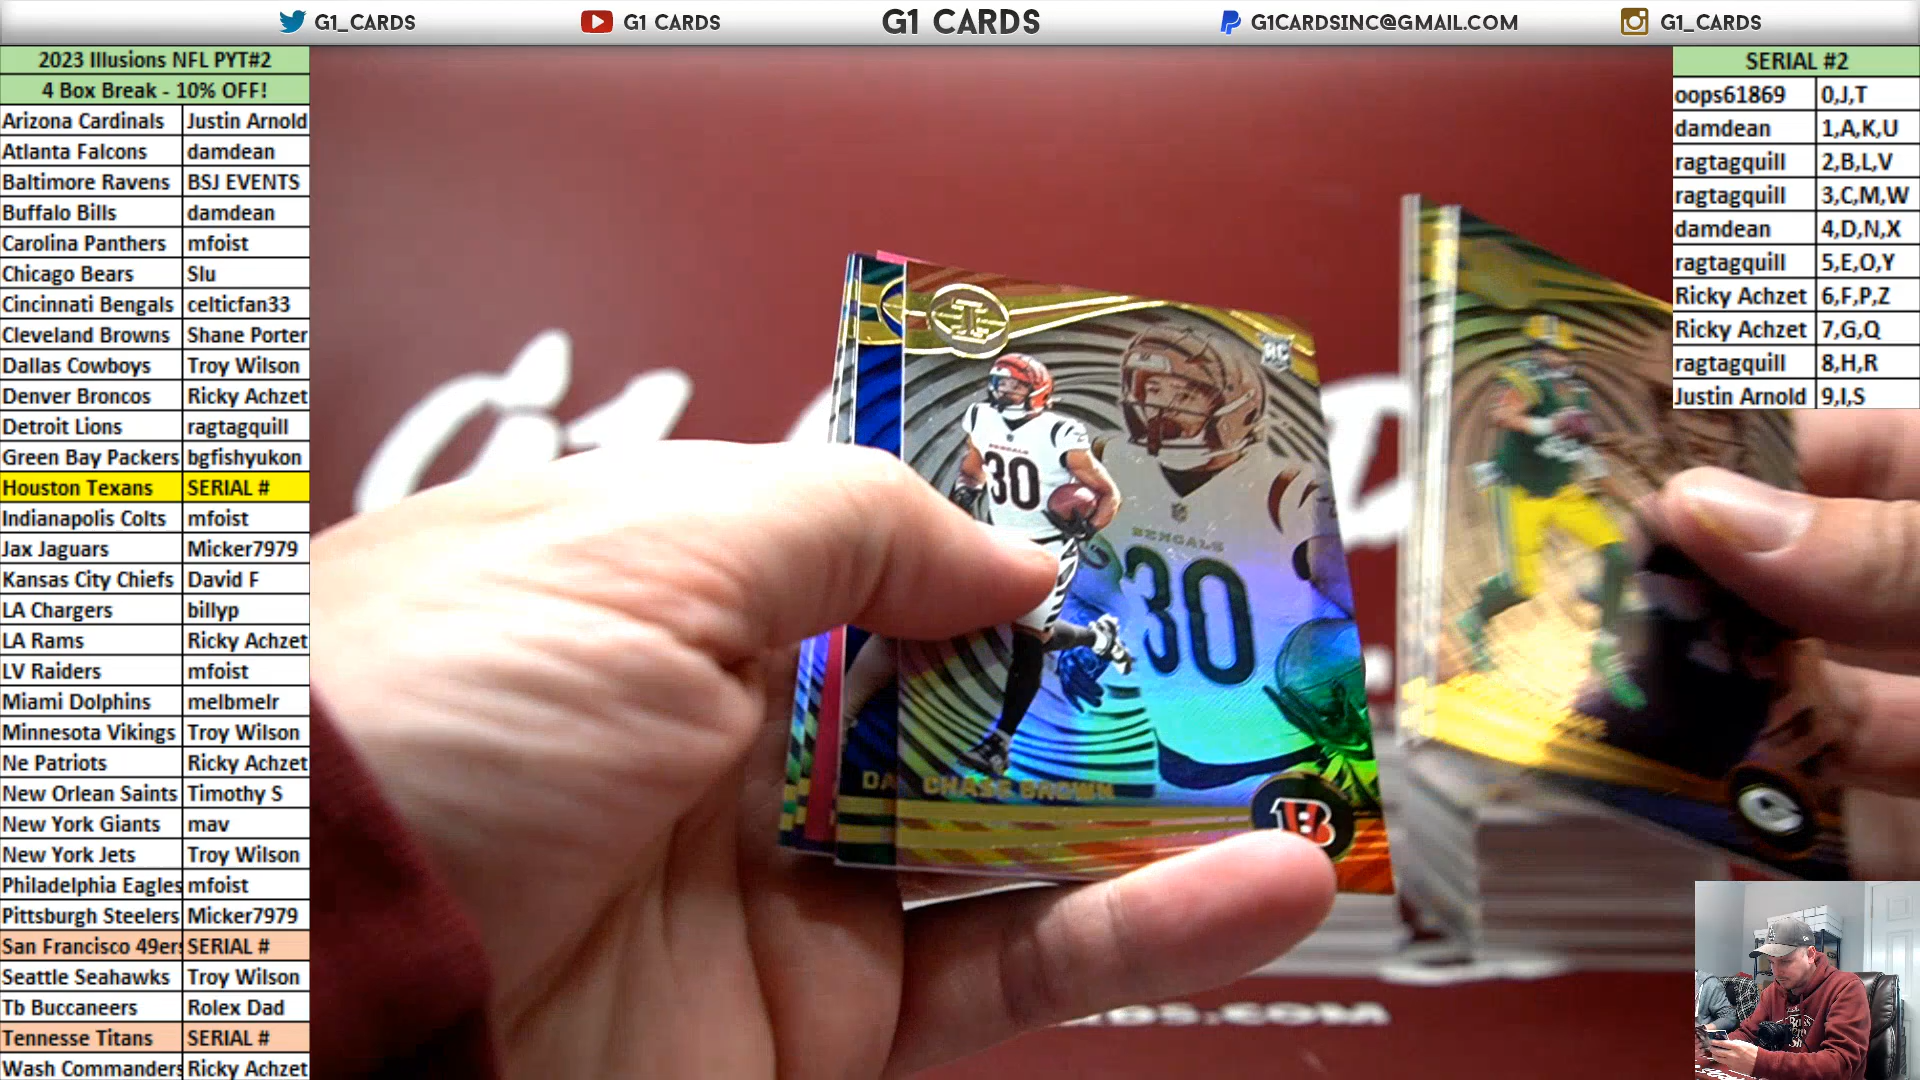 G1_CARDS
G1 CARDS
G1 CARDS
G1CARDSINC@GMAIL.COM
G1_CARDS
2023 Illusions NFL PYT#2
4 Box Break - 10% OFF!
Arizona Cardinals Justin Arnold
Atlanta Falcons damdean
Baltimore Ravens BSJ EVENTS
Buffalo Bills damdean
Carolina Panthers mfoist
Chicago Bears Slu
Cincinnati Bengals celticfan33
Cleveland Browns Shane Porter
Dallas Cowboys Troy Wilson
Denver Broncos Ricky Achzet
Detroit Lions ragtagquill
Green Bay Packers bgfishyukon
Houston Texans SERIAL #
Indianapolis Colts mfoist
Jax Jaguars Micker7979
Kansas City Chiefs David F
LA Chargers billyp
LA Rams Ricky Achzet
LV Raiders mfoist
Miami Dolphins melbmelr
Minnesota Vikings Troy Wilson
Ne Patriots Ricky Achzet
New Orlean Saints Timothy S
New York Giants mav
New York Jets Troy Wilson
Philadelphia Eagles mfoist
Pittsburgh Steelers Micker7979
San Francisco 49ers SERIAL #
Seattle Seahawks Troy Wilson
Tb Buccaneers Rolex Dad
Tennesse Titans SERIAL #
Wash Commanders Ricky Achzet
SERIAL #2
oops61869 0,J,T
damdean 1,A,K,U
ragtagquill 2,B,L,V
ragtagquill 3,C,M,W
damdean 4,D,N,X
ragtagquill 5,E,O,Y
Ricky Achzet 6,F,P,Z
Ricky Achzet 7,G,Q
ragtagquill 8,H,R
Justin Arnold 9,I,S
RC
BENGALS
30
BENGALS
30
DA
CHASE BROWN
B
DS.COM